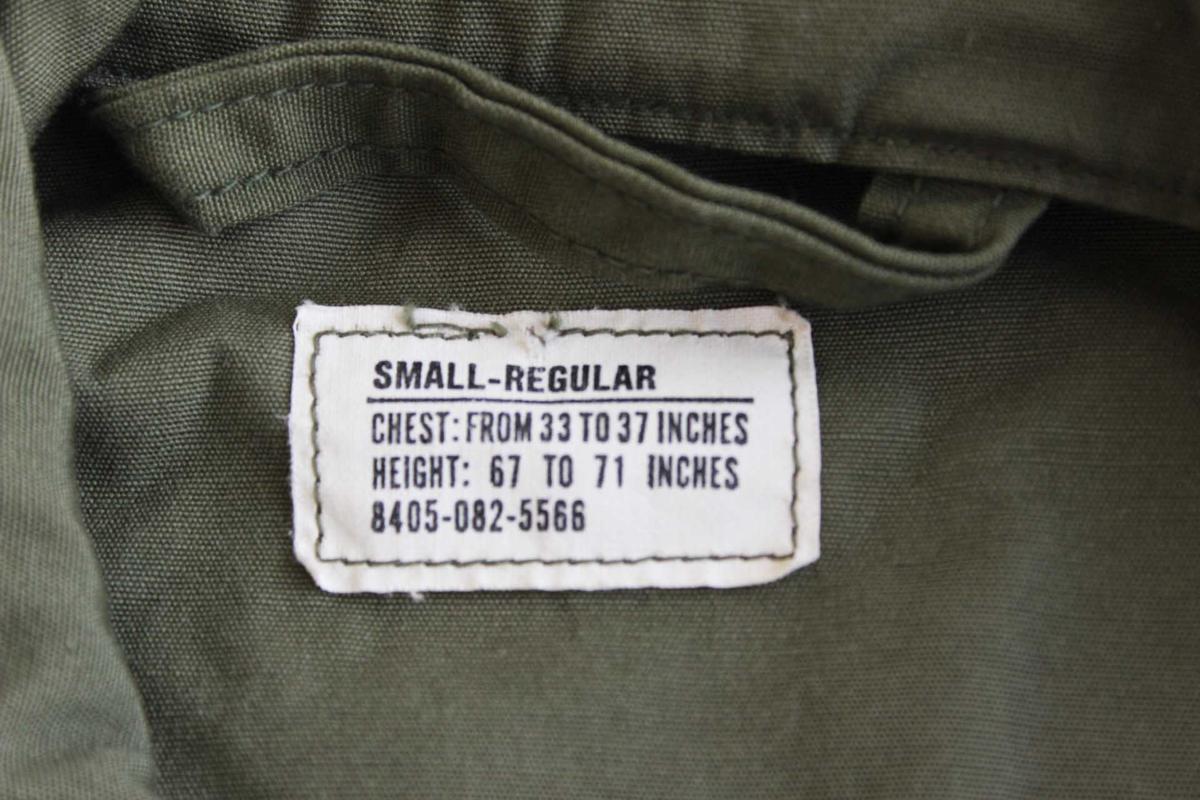 SMALL-REGULAR
CHEST: FROM 33 TO 37 INCHES
HEIGHT: 67 TO 71 INCHES
8405-082-5566